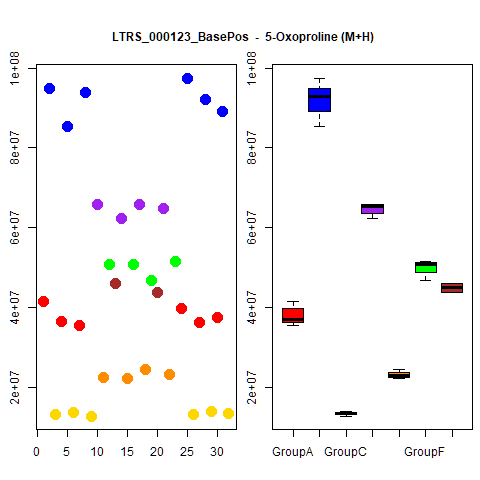 LTRS_000123_BasePos - 5-Oxoproline (M+H)
1e+08
8e+07
6e+07
4e+07
2e+07
0 5 10 15 20 25 30
1e+08
8e+07
6e+07
4e+07
2e+07
GroupA GroupC GroupF